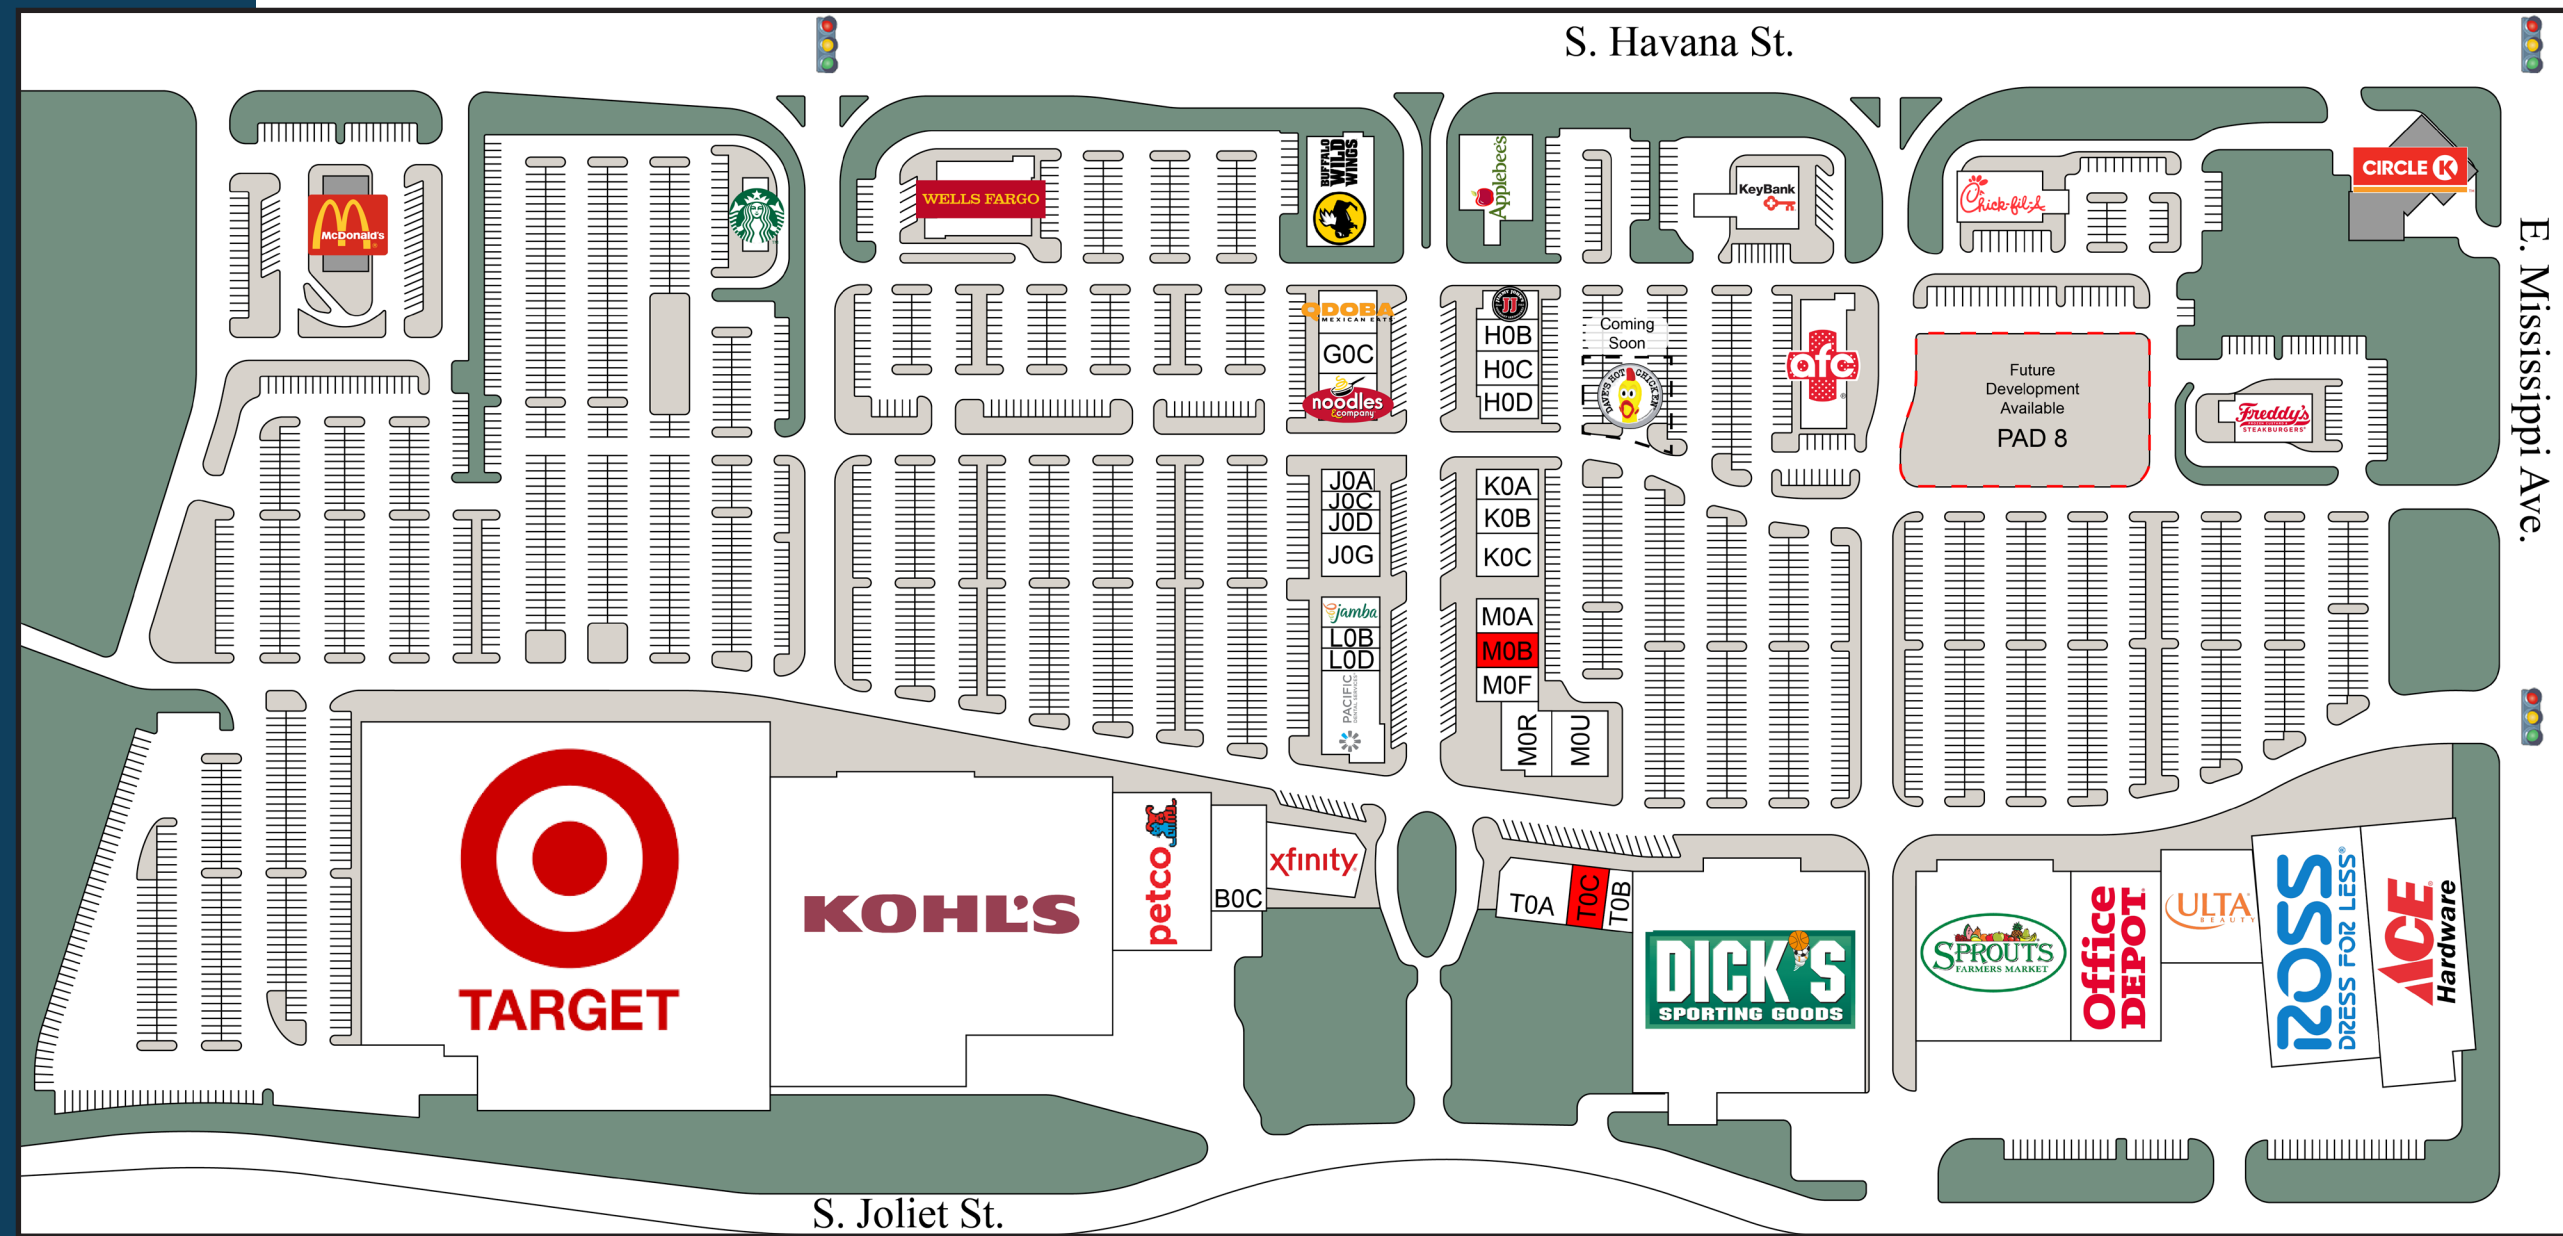 S. Havana St.
E. Mississippi Ave.
McDonald's
WELLS FARGO
BUFFALO
WILD
WINGS
Applebee's
KeyBank
Chick-fil-A
CIRCLE K
QDOBA
MEXICAN EATS
G0C
noodles
&company
JJ
H0B
H0C
H0D
Coming
Soon
DAVE'S HOT CHICKEN
afc
Future
Development
Available
PAD 8
Freddy's
STEAKBURGERS
J0A
J0C
J0D
J0G
jamba
L0B
L0D
PACIFIC
DENTAL SERVICES
K0A
K0B
K0C
M0A
M0B
M0F
M0R
M0U
TARGET
KOHL'S
petco
B0C
xfinity
T0A
T0C
T0B
DICK'S
SPORTING GOODS
SPROUTS
FARMERS MARKET
Office
DEPOT
ULTA
BEAUTY
ROSS
DRESS FOR LESS®
ACE
Hardware
S. Joliet St.